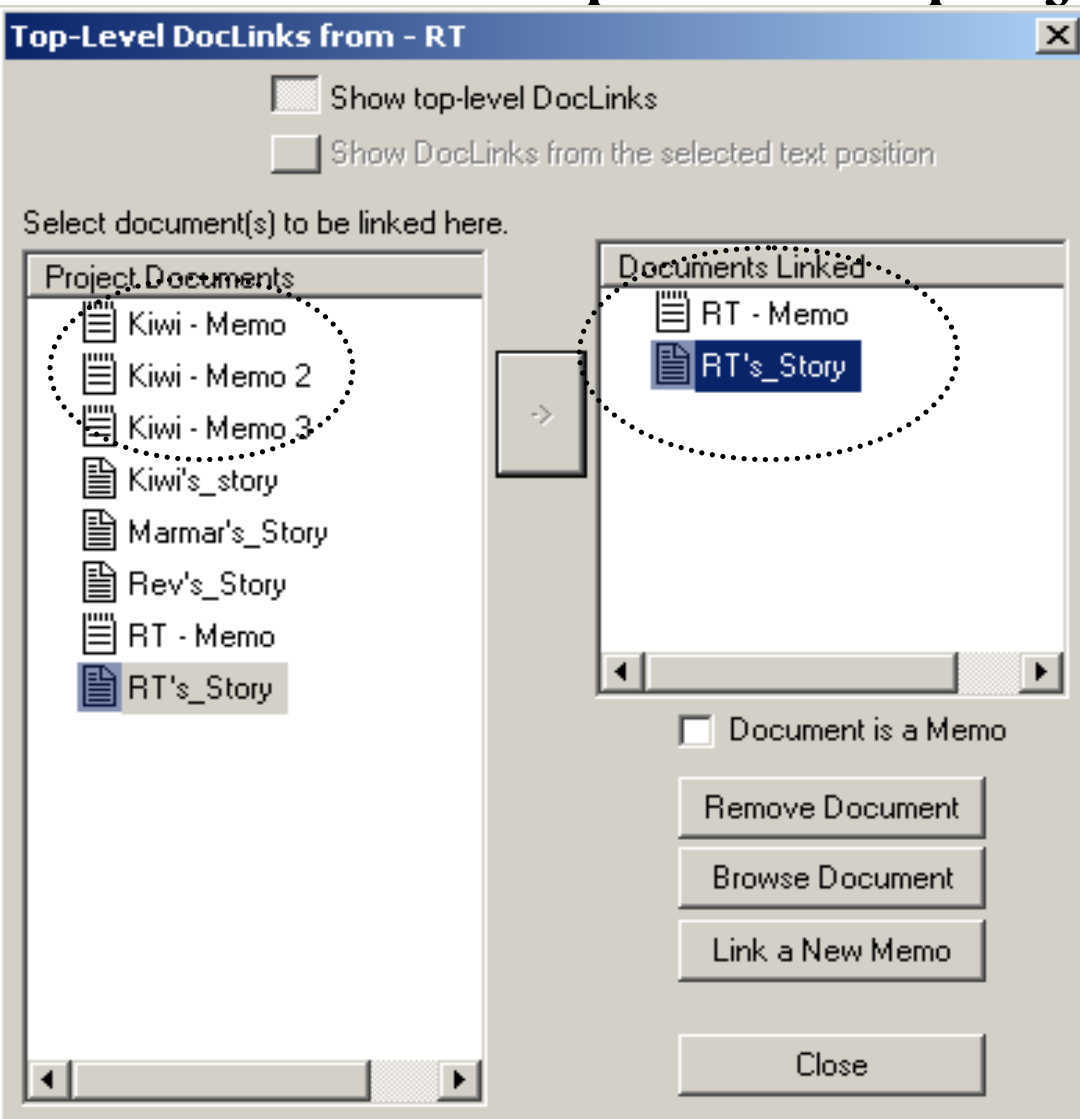 Top-Level DocLinks from - RT
Show top-level DocLinks
Show DocLinks from the selected text position
Select document(s) to be linked here.
Project Documents
Kiwi - Memo
Kiwi - Memo 2
Kiwi - Memo 3
Kiwi's_story
Marmar's_Story
Rev's_Story
RT - Memo
RT's_Story
->
Documents Linked
RT - Memo
RT's_Story
Document is a Memo
Remove Document
Browse Document
Link a New Memo
Close